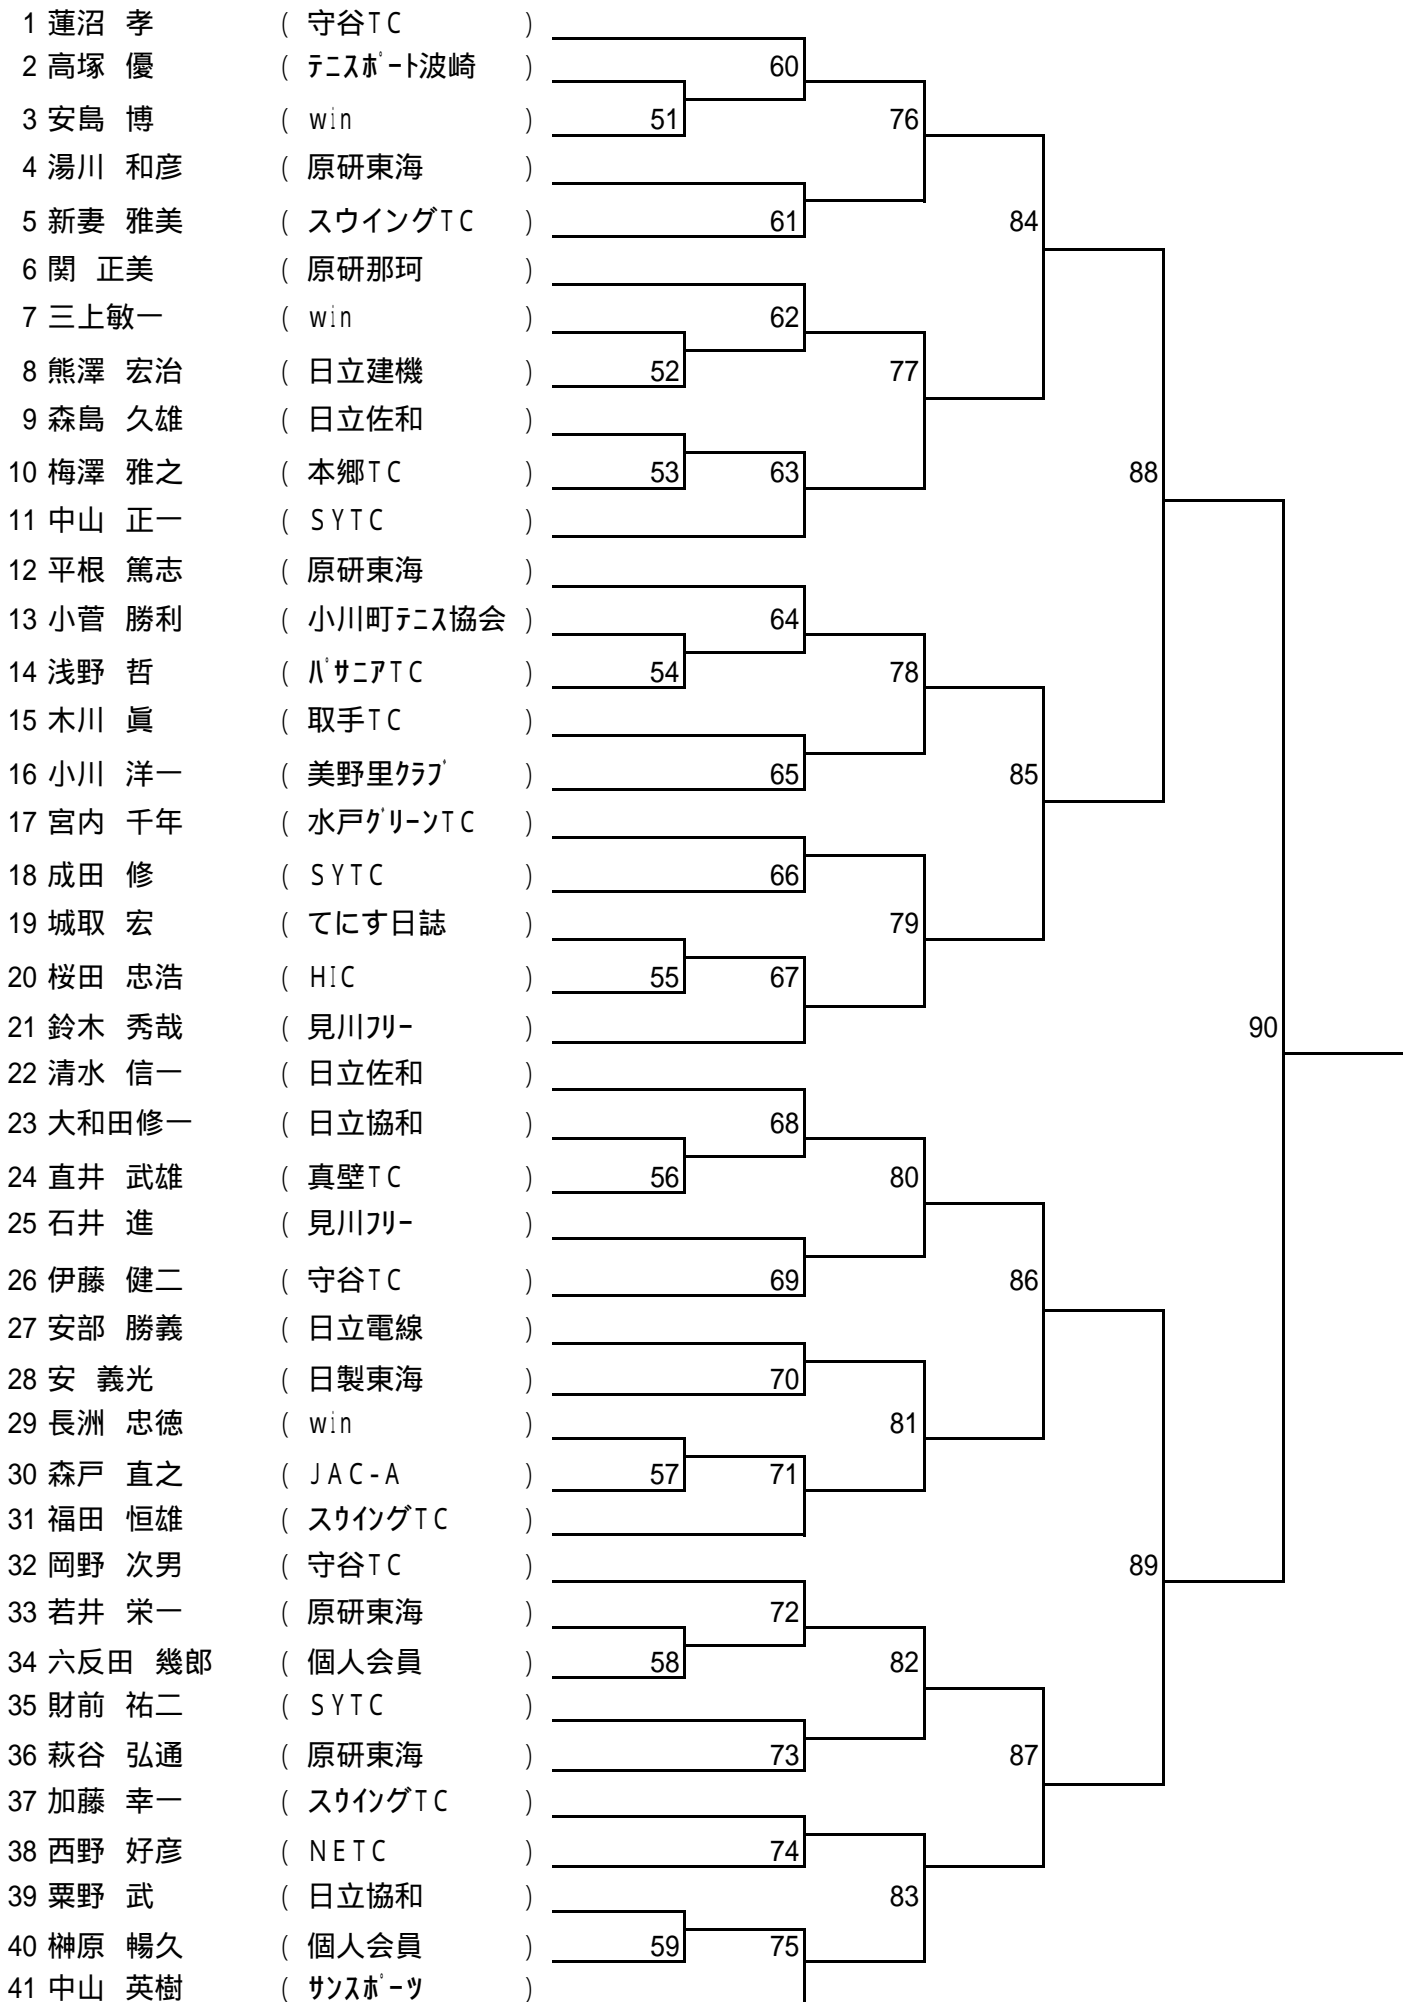 1 蓮沼 孝 ( 守谷TC )
2 高塚 優 ( ﾃﾆｽﾎﾟｰﾄ波崎 ) 60
3 安島 博 ( win ) 51 76
4 湯川 和彦 ( 原研東海 )
5 新妻 雅美 ( スウイングTC ) 61 84
6 関 正美 ( 原研那珂 )
7 三上敏一 ( win ) 62
8 熊澤 宏治 ( 日立建機 ) 52 77
9 森島 久雄 ( 日立佐和 )
10 梅澤 雅之 ( 本郷TC ) 53 63 88
11 中山 正一 ( SYTC )
12 平根 篤志 ( 原研東海 )
13 小菅 勝利 ( 小川町ﾃﾆｽ協会 ) 64
14 浅野 哲 ( ﾊﾟｻﾆｱTC ) 54 78
15 木川 眞 ( 取手TC )
16 小川 洋一 ( 美野里ｸﾗﾌﾞ ) 65 85
17 宮内 千年 ( 水戸ｸﾞﾘｰﾝTC )
18 成田 修 ( SYTC ) 66
19 城取 宏 ( てにす日誌 ) 79
20 桜田 忠浩 ( HIC ) 55 67
21 鈴木 秀哉 ( 見川ﾌﾘｰ ) 90
22 清水 信一 ( 日立佐和 )
23 大和田修一 ( 日立協和 ) 68
24 直井 武雄 ( 真壁TC ) 56 80
25 石井 進 ( 見川ﾌﾘｰ )
26 伊藤 健二 ( 守谷TC ) 69 86
27 安部 勝義 ( 日立電線 )
28 安 義光 ( 日製東海 ) 70
29 長洲 忠徳 ( win ) 81
30 森戸 直之 ( JAC-A ) 57 71
31 福田 恒雄 ( スウイングTC )
32 岡野 次男 ( 守谷TC ) 89
33 若井 栄一 ( 原研東海 ) 72
34 六反田 幾郎 ( 個人会員 ) 58 82
35 財前 祐二 ( SYTC )
36 萩谷 弘通 ( 原研東海 ) 73 87
37 加藤 幸一 ( スウイングTC )
38 西野 好彦 ( NETC ) 74
39 粟野 武 ( 日立協和 ) 83
40 榊原 暢久 ( 個人会員 ) 59 75
41 中山 英樹 ( ｻﾝｽﾎﾟｰﾂ )